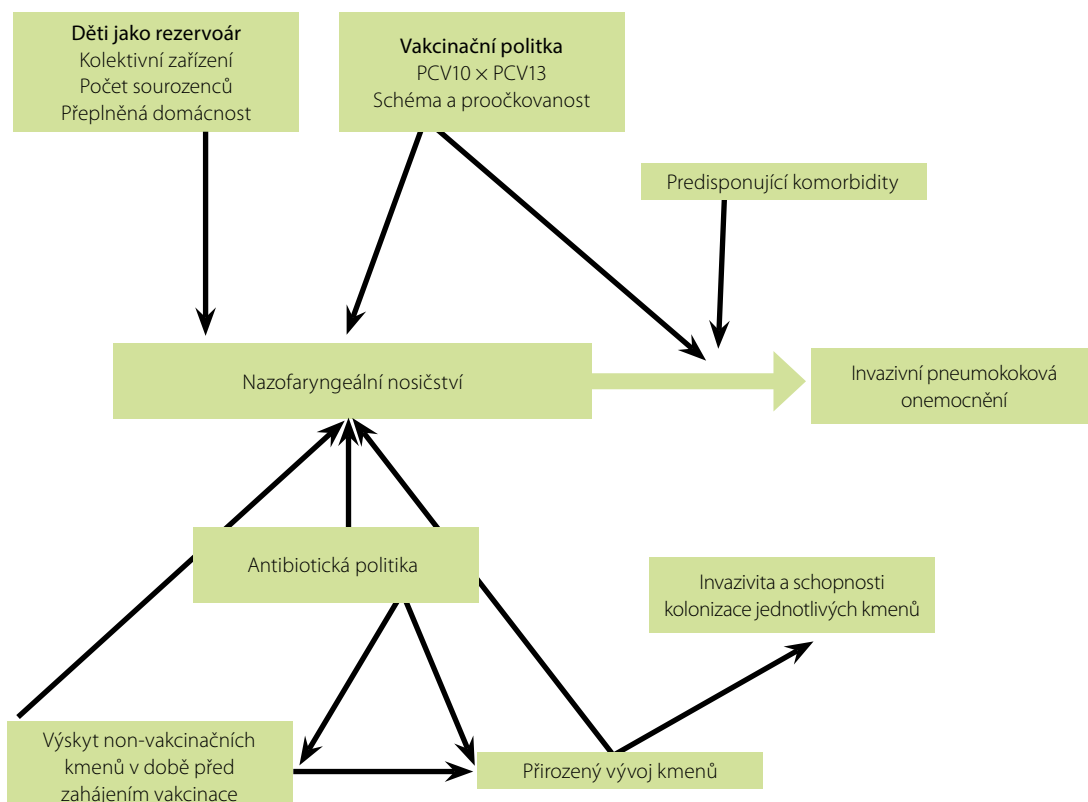 Děti jako rezervoár
Kolektivní zařízení
Počet sourozenců
Přeplněná domácnost
Vakcinační politka
PCV10 × PCV13
Schéma a proočkovanost
Predisponující komorbidity
Nazofaryngeální nosičství
Invazivní pneumokoková
onemocnění
Antibiotická politika
Invazivita a schopnosti
kolonizace jednotlivých kmenů
Výskyt non-vakcinačních
kmenů v době před
zahájením vakcinace
Přirozený vývoj kmenů